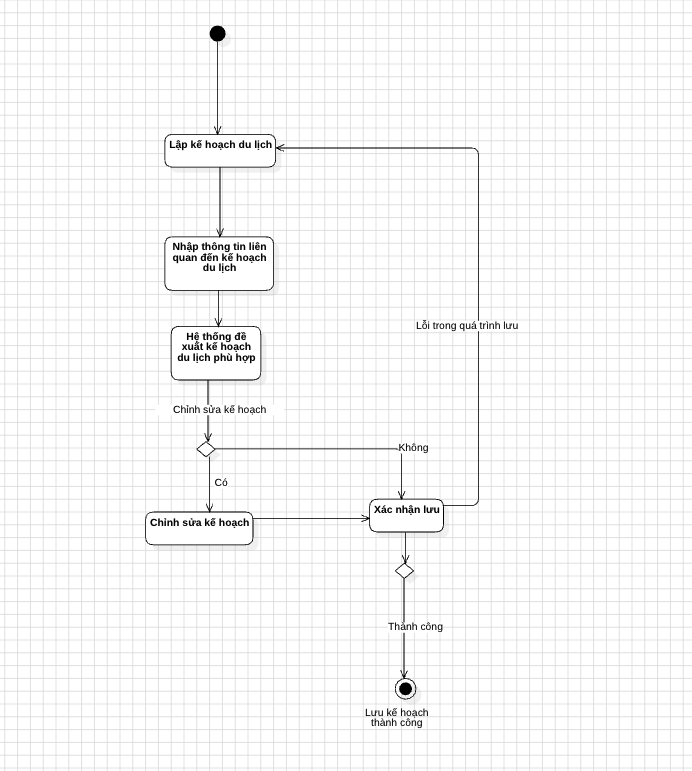 Lập kế hoạch du lịch
Nhập thông tin liên
quan đến kế hoạch
du lịch
Lỗi trong quá trình lưu
Hệ thống đề
xuất kế hoạch
du lịch phù hợp
Chỉnh sửa kế hoạch
Không
Có
Chỉnh sửa kế hoạch
Xác nhận lưu
Thành công
Lưu kế hoạch
thành công